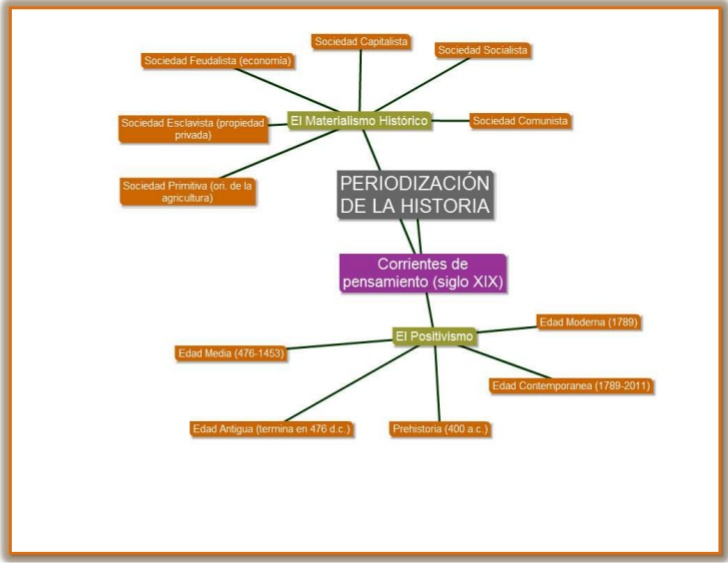 Sociedad Capitalista
Sociedad Socialista
Sociedad Feudalista (economía)
Sociedad Esclavista (propiedad
privada)
El Materialismo Histórico
Sociedad Comunista
Sociedad Primitiva (ori. de la
agricultura)
PERIODIZACIÓN
DE LA HISTORIA
Corrientes de
pensamiento (siglo XIX)
Edad Moderna (1789)
El Positivismo
Edad Media (476-1453)
Edad Contemporanea (1789-2011)
Edad Antigua (termina en 476 d.c.)
Prehistoria (400 a.c.)